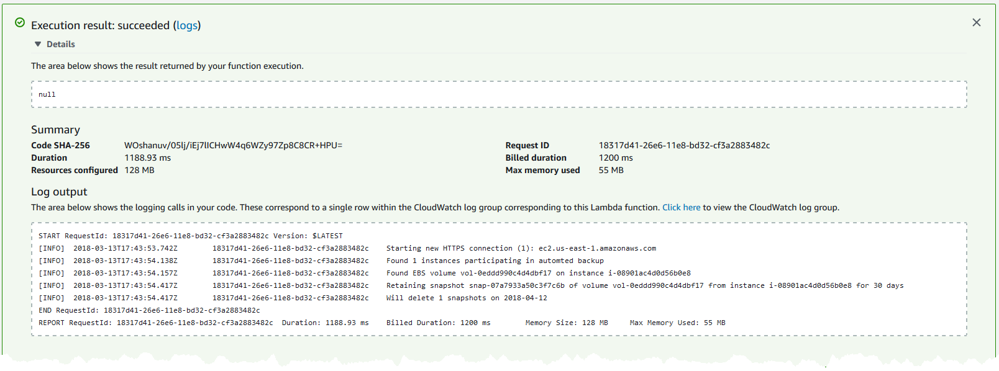 Execution result: succeeded (logs)
Details
The area below shows the result returned by your function execution.
null
Summary
Code SHA-256 WOshanuv/05lj/iEj7lICHwW4q6WZy97Zp8C8CR+HPU= Request ID 18317d41-26e6-11e8-bd32-cf3a2883482c
Duration 1188.93 ms Billed duration 1200 ms
Resources configured 128 MB Max memory used 55 MB
Log output
The area below shows the logging calls in your code. These correspond to a single row within the CloudWatch log group corresponding to this Lambda function. Click here to view the CloudWatch log group.
START RequestId: 18317d41-26e6-11e8-bd32-cf3a2883482c Version: $LATEST
[INFO] 2018-03-13T17:43:53.742Z 18317d41-26e6-11e8-bd32-cf3a2883482c Starting new HTTPS connection (1): ec2.us-east-1.amazonaws.com
[INFO] 2018-03-13T17:43:54.138Z 18317d41-26e6-11e8-bd32-cf3a2883482c Found 1 instances participating in automted backup
[INFO] 2018-03-13T17:43:54.157Z 18317d41-26e6-11e8-bd32-cf3a2883482c Found EBS volume vol-0eddd990c4d4dbf17 on instance i-08901ac4d0d56b0e8
[INFO] 2018-03-13T17:43:54.417Z 18317d41-26e6-11e8-bd32-cf3a2883482c Retaining snapshot snap-07a7933a50c3f7c6b of volume vol-0eddd990c4d4dbf17 from instance i-08901ac4d0d56b0e8 for 30 days
[INFO] 2018-03-13T17:43:54.417Z 18317d41-26e6-11e8-bd32-cf3a2883482c Will delete 1 snapshots on 2018-04-12
END RequestId: 18317d41-26e6-11e8-bd32-cf3a2883482c
REPORT RequestId: 18317d41-26e6-11e8-bd32-cf3a2883482c Duration: 1188.93 ms Billed Duration: 1200 ms Memory Size: 128 MB Max Memory Used: 55 MB